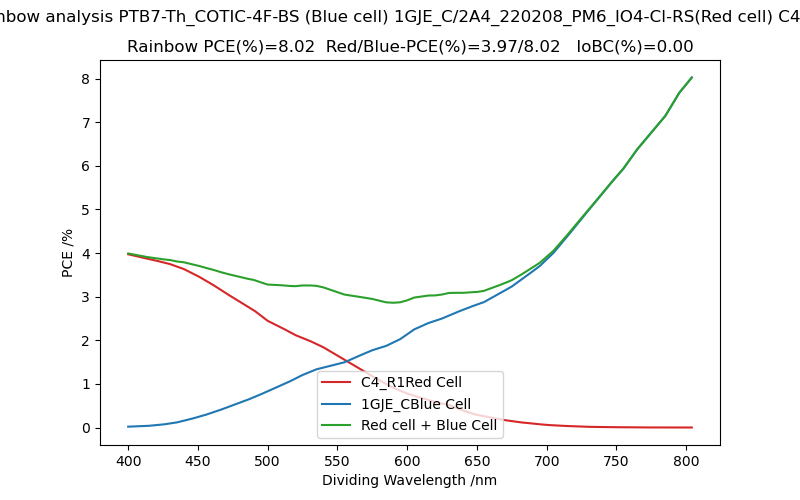 nbow analysis PTB7-Th_COTIC-4F-BS (Blue cell) 1GJE_C/2A4_220208_PM6_IO4-Cl-RS(Red cell) C4
Rainbow PCE(%)=8.02 Red/Blue-PCE(%)=3.97/8.02 IoBC(%)=0.00
8
7
6
5
4
3
2
1
0
PCE /%
C4_R1Red Cell
1GJE_CBlue Cell
Red cell + Blue Cell
400 450 500 550 600 650 700 750 800
Dividing Wavelength /nm